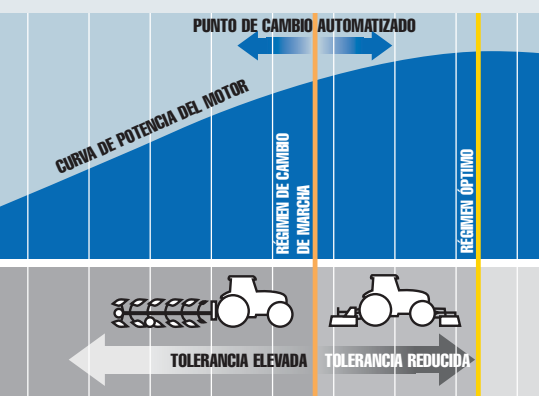 PUNTO DE CAMBIO AUTOMATIZADO
CURVA DE POTENCIA DEL MOTOR
RÉGIMEN DE CAMBIO
DE MARCHA
RÉGIMEN ÓPTIMO
TOLERANCIA ELEVADA
TOLERANCIA REDUCIDA